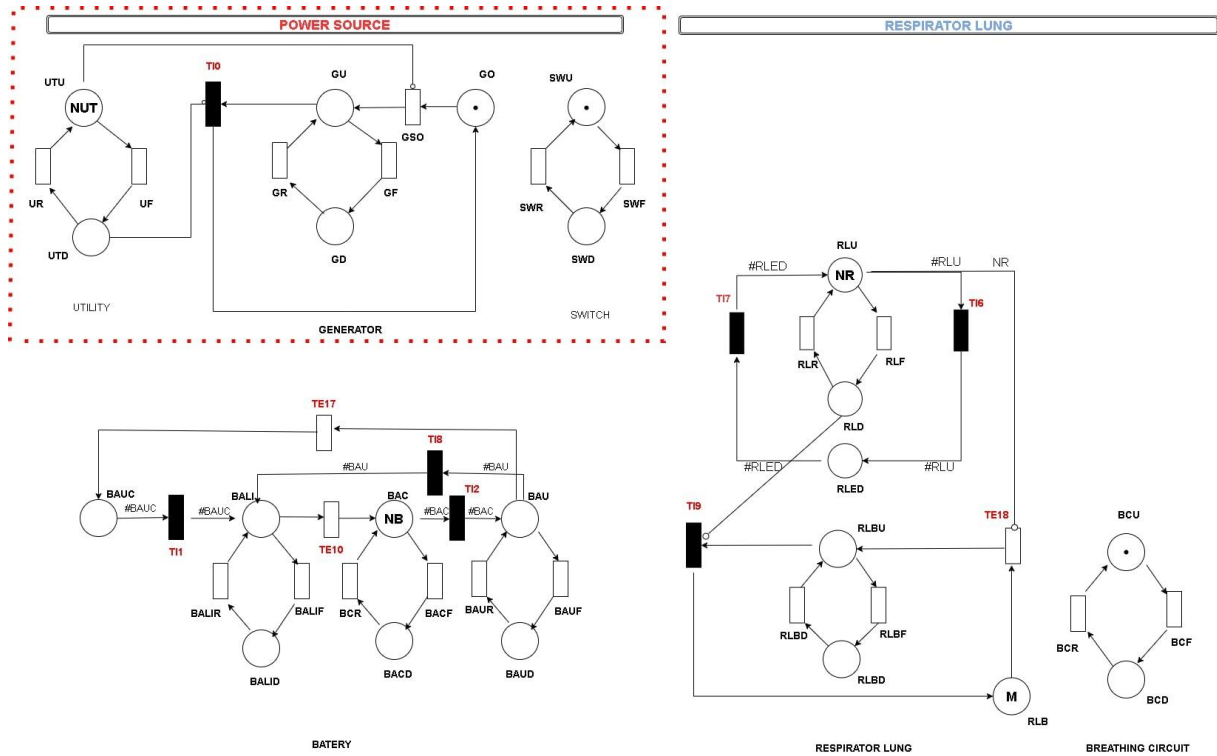 POWER SOURCE
RESPIRATOR LUNG
TI0
GU
GO
SWU
UTU
NUT
GSO
UR
UF
GR
GF
SWR
SWF
UTD
GD
SWD
UTILITY
GENERATOR
SWITCH
RLU
#RLED
#RLU
NR
NR
TI7
TI6
RLR
RLF
RLD
#RLED
#RLU
RLED
TE17
TI8
#BAU
#BAU
BAUC
BALI
BAC
TI2
BAU
#BAUC
#BAUC
NB
#BAC
#BAC
TI1
TE10
BALIR
BALIF
BCR
BACF
BAUR
BAUF
BALID
BACD
BAUD
BATERY
TI9
RLBU
TE18
BCU
RLBD
RLBF
BCR
BCF
RLBD
M
RLB
BCD
RESPIRATOR LUNG
BREATHING CIRCUIT